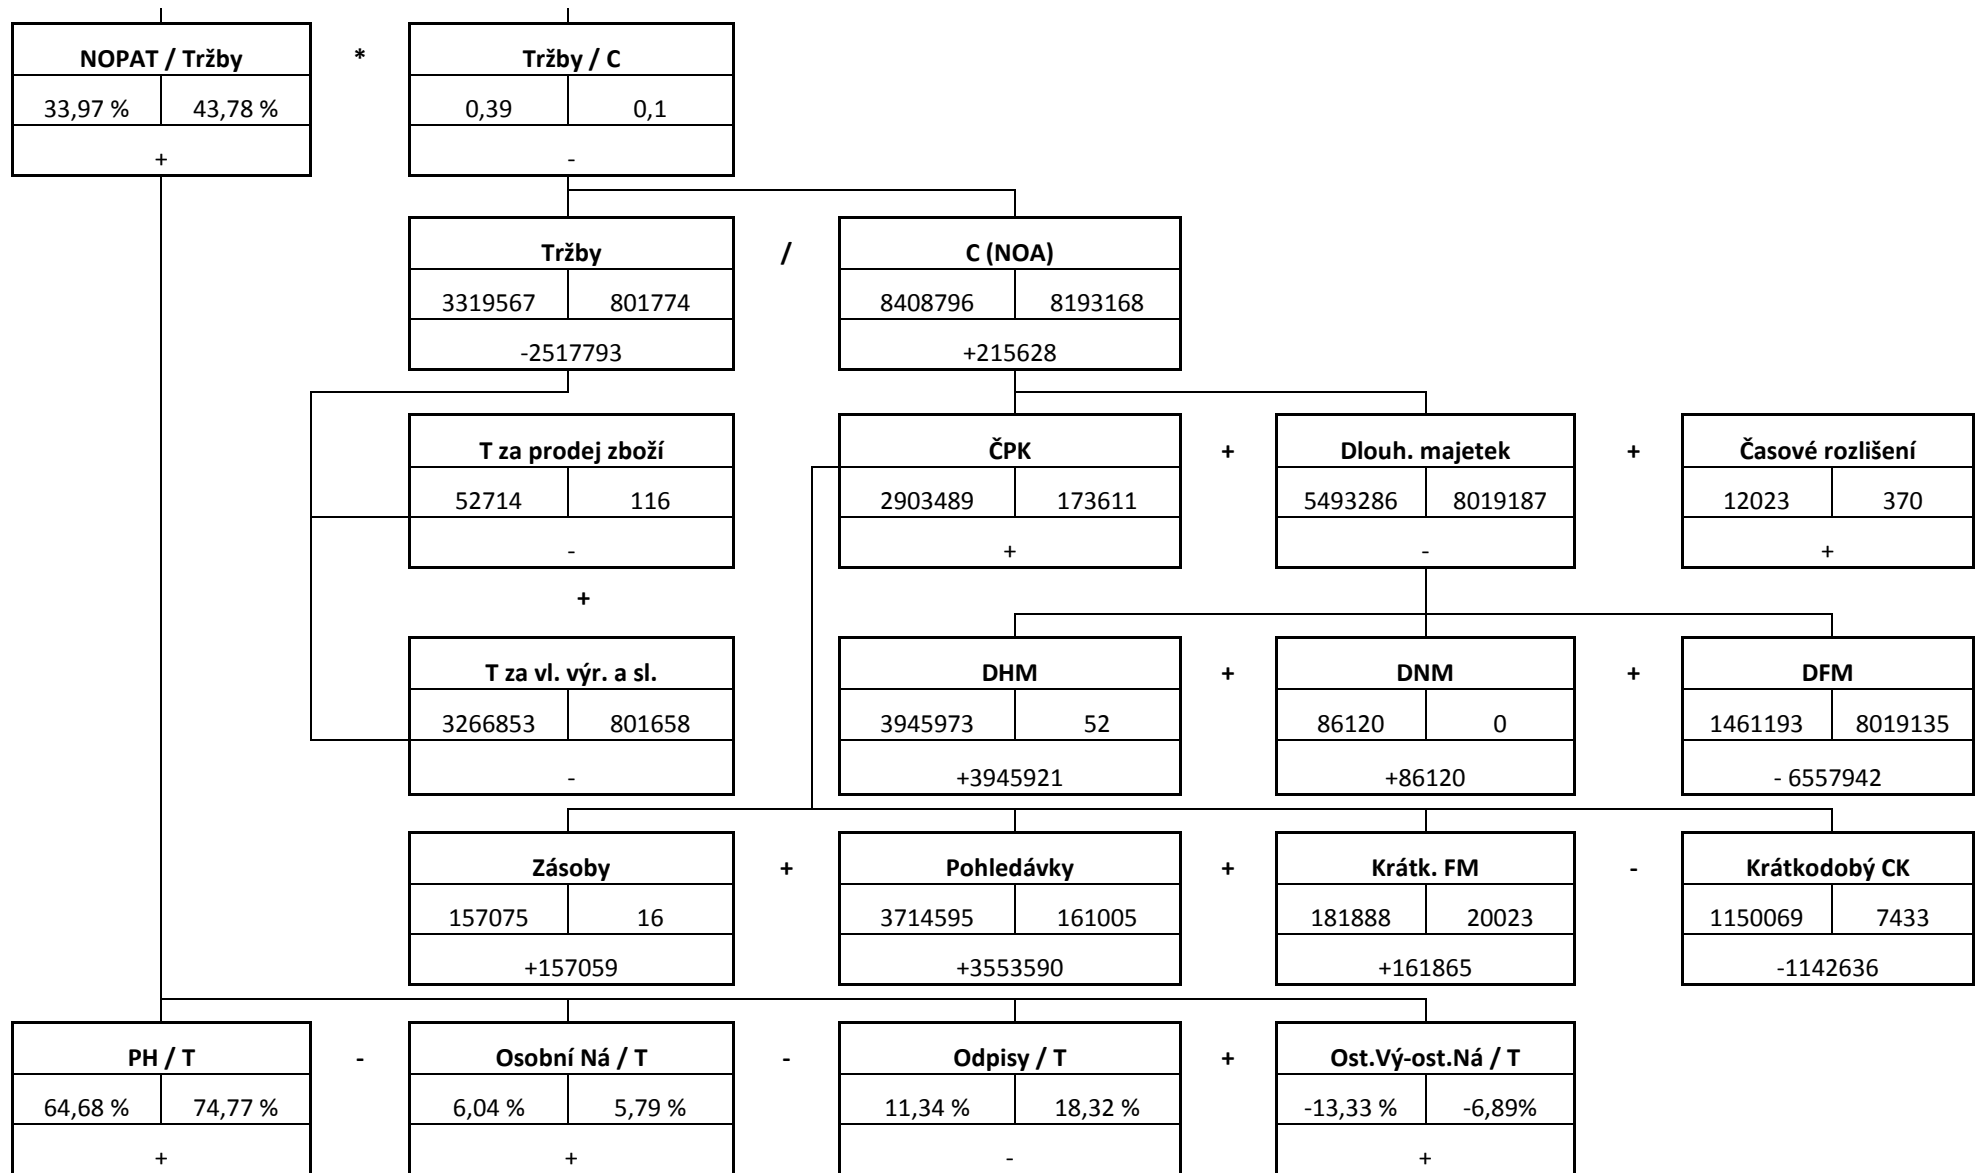 NOPAT / Tržby * Tržby / C
33,97 % 43,78 % 0,39 0,1
+ -
Tržby / C (NOA)
3319567 801774 8408796 8193168
-2517793 +215628
T za prodej zboží ČPK + Dlouh. majetek + Časové rozlišení
52714 116 2903489 173611 5493286 8019187 12023 370
- + - +
+
T za vl. výr. a sl. DHM + DNM + DFM
3266853 801658 3945973 52 86120 0 1461193 8019135
- +3945921 +86120 - 6557942
Zásoby + Pohledávky + Krátk. FM - Krátkodobý CK
157075 16 3714595 161005 181888 20023 1150069 7433
+157059 +3553590 +161865 -1142636
PH / T - Osobní Ná / T - Odpisy / T + Ost.Vý-ost.Ná / T
64,68 % 74,77 % 6,04 % 5,79 % 11,34 % 18,32 % -13,33 % -6,89%
+ + - +